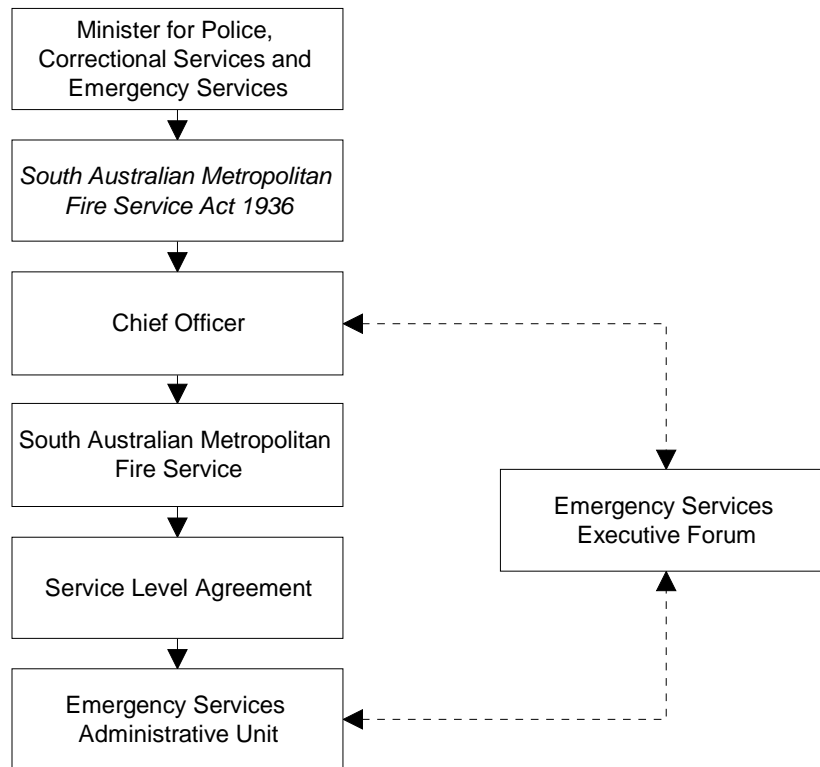 Minister for Police,
Correctional Services and
Emergency Services
South Australian Metropolitan
Fire Service Act 1936
Chief Officer
South Australian Metropolitan
Fire Service
Emergency Services
Executive Forum
Service Level Agreement
Emergency Services
Administrative Unit